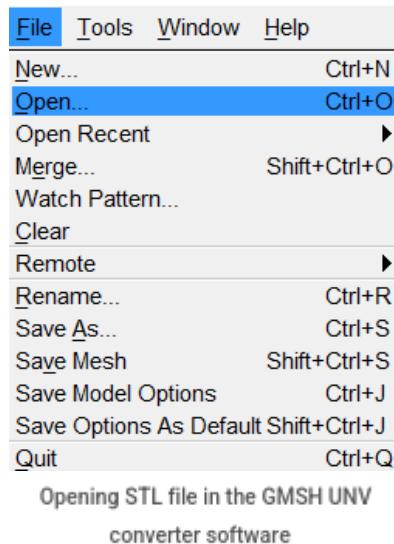 File Tools Window Help
New... Ctrl+N
Open... Ctrl+O
Open Recent
Merge... Shift+Ctrl+O
Watch Pattern...
Clear
Remote
Rename... Ctrl+R
Save As... Ctrl+S
Save Mesh Shift+Ctrl+S
Save Model Options Ctrl+J
Save Options As Default Shift+Ctrl+J
Quit Ctrl+Q
Opening STL file in the GMSH UNV
converter software